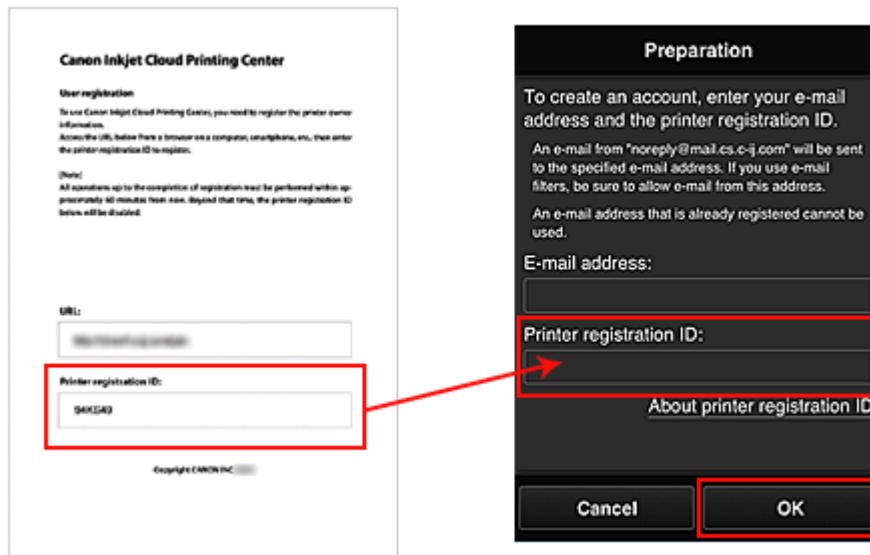 Canon Inkjet Cloud Printing Center
User registration
To use Canon Inkjet Cloud Printing Center, you need to register the printer owner
information.
Access the URL below from a browser on a computer, smartphone, etc., then enter
the printer registration ID to register.
[Note]
All operations up to the completion of registration must be performed within ap-
proximately 60 minutes from now. Beyond that time, the printer registration ID
below will be disabled.
URL:
Printer registration ID:
Copyright CANON INC
Preparation
To create an account, enter your e-mail
address and the printer registration ID.
An e-mail from "noreply@mail.cs.c-ij.com" will be sent
to the specified e-mail address. If you use e-mail
filters, be sure to allow e-mail from this address.
An e-mail address that is already registered cannot be
used.
E-mail address:
Printer registration ID:
About printer registration ID
Cancel
OK